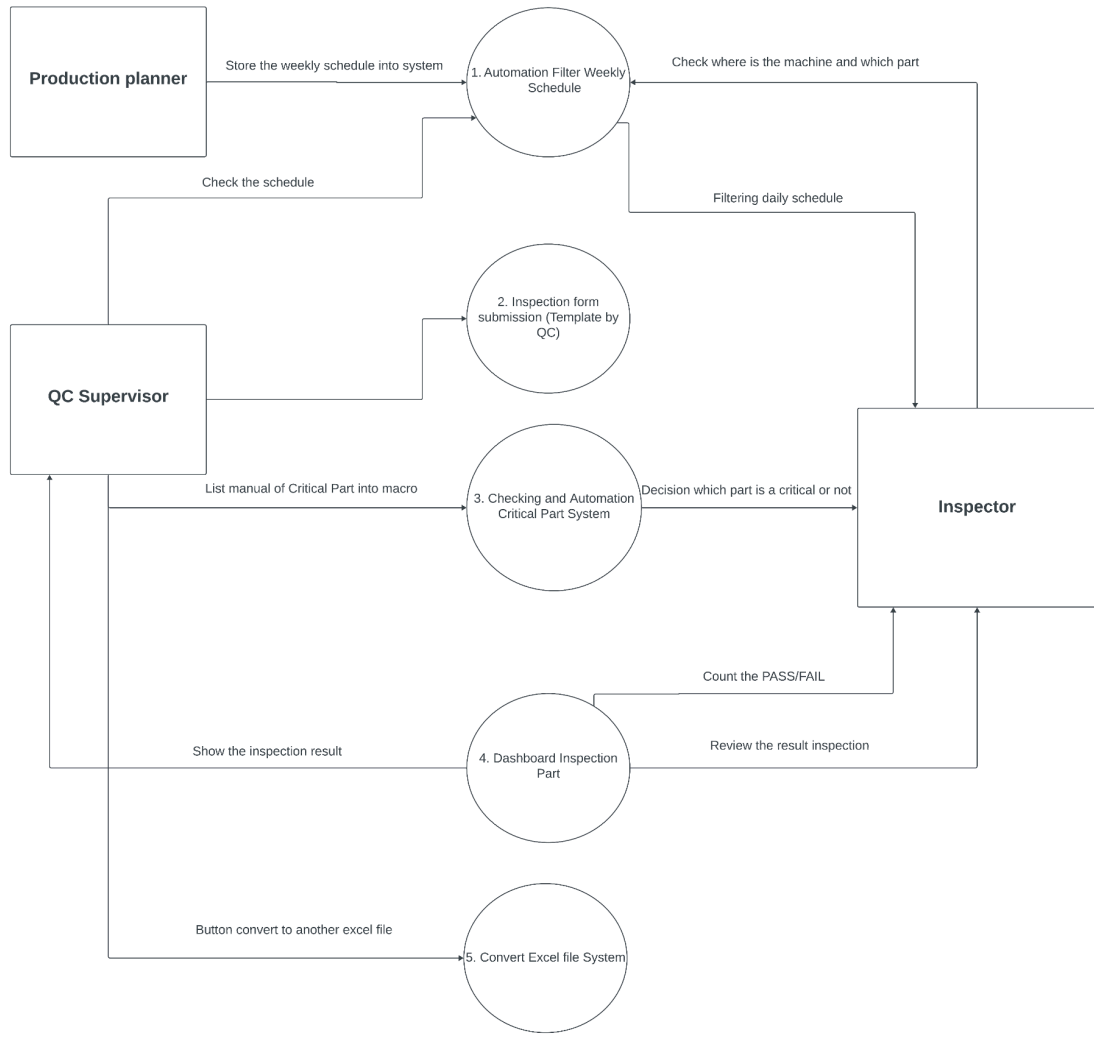 Production planner
Store the weekly schedule into system
1. Automation Filter Weekly
Schedule
Check where is the machine and which part
Check the schedule
Filtering daily schedule
2. Inspection form
submission (Template by
QC)
QC Supervisor
List manual of Critical Part into macro
3. Checking and Automation
Critical Part System
Decision which part is a critical or not
Inspector
Count the PASS/FAIL
Show the inspection result
4. Dashboard Inspection
Part
Review the result inspection
Button convert to another excel file
5. Convert Excel file System